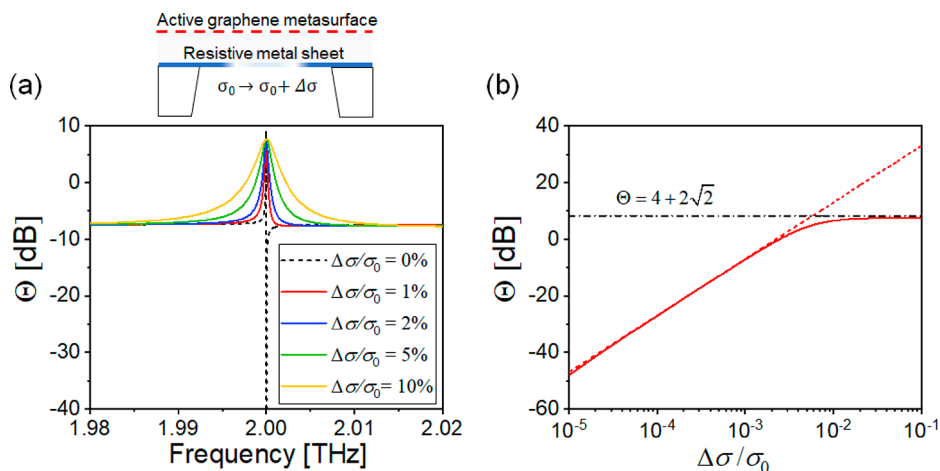 Active graphene metasurface
Resistive metal sheet
σ₀ → σ₀ + Δσ
(a)
10
0
-10
-20
-30
-40
Θ [dB]
1.98
1.99
2.00
2.01
2.02
Frequency [THz]
Δσ/σ₀ = 0%
Δσ/σ₀ = 1%
Δσ/σ₀ = 2%
Δσ/σ₀ = 5%
Δσ/σ₀ = 10%
(b)
40
20
0
-20
-40
-60
Θ [dB]
Θ = 4 + 2√2
10⁻⁵
10⁻⁴
10⁻³
10⁻²
10⁻¹
Δσ/σ₀